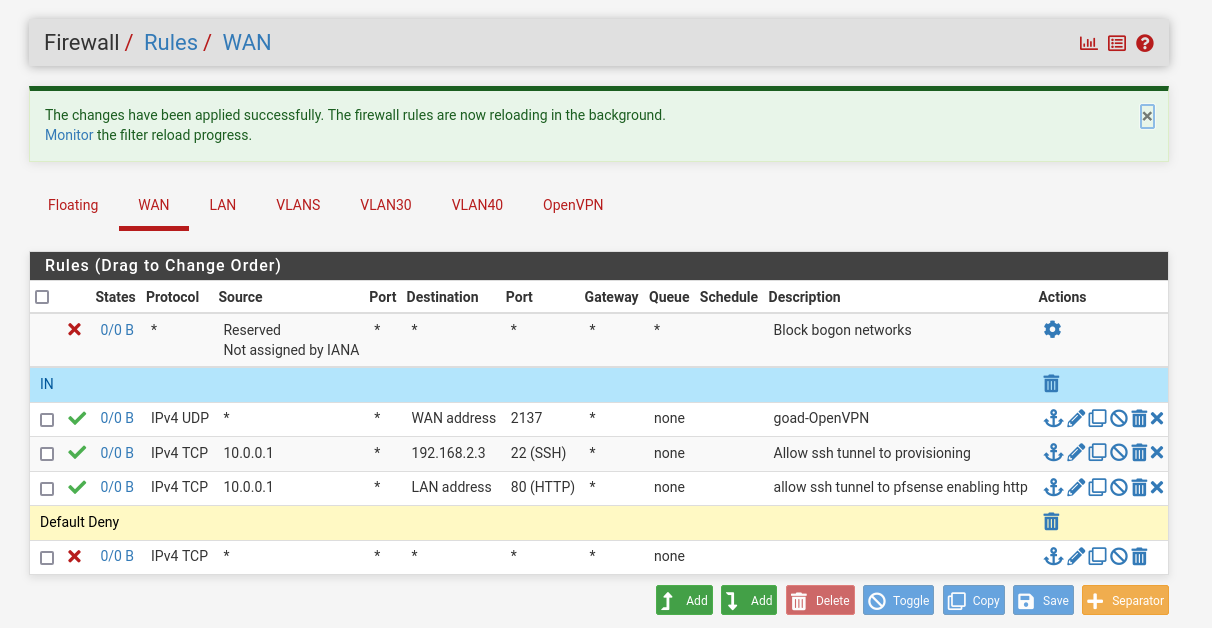 Firewall / Rules / WAN
The changes have been applied successfully. The firewall rules are now reloading in the background.
Monitor the filter reload progress.
×
Floating WAN LAN VLANS VLAN30 VLAN40 OpenVPN
Rules (Drag to Change Order)
States Protocol Source Port Destination Port Gateway Queue Schedule Description Actions
0/0 B * Reserved * * * * * Block bogon networks
Not assigned by IANA
IN
0/0 B IPv4 UDP * * WAN address 2137 * none goad-OpenVPN
0/0 B IPv4 TCP 10.0.0.1 * 192.168.2.3 22 (SSH) * none Allow ssh tunnel to provisioning
0/0 B IPv4 TCP 10.0.0.1 * LAN address 80 (HTTP) * none allow ssh tunnel to pfsense enabling http
Default Deny
0/0 B IPv4 TCP * * * * * none
Add Add Delete Toggle Copy Save Separator